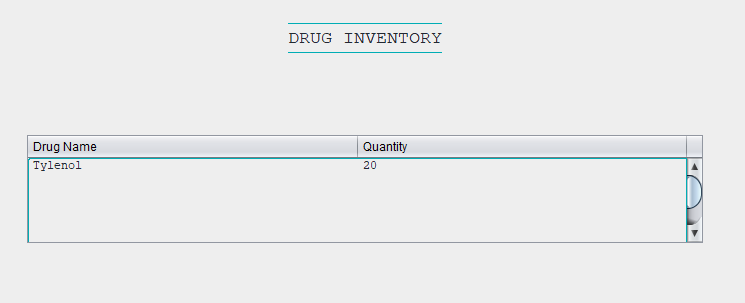 DRUG INVENTORY
Drug Name Quantity
Tylenol 20